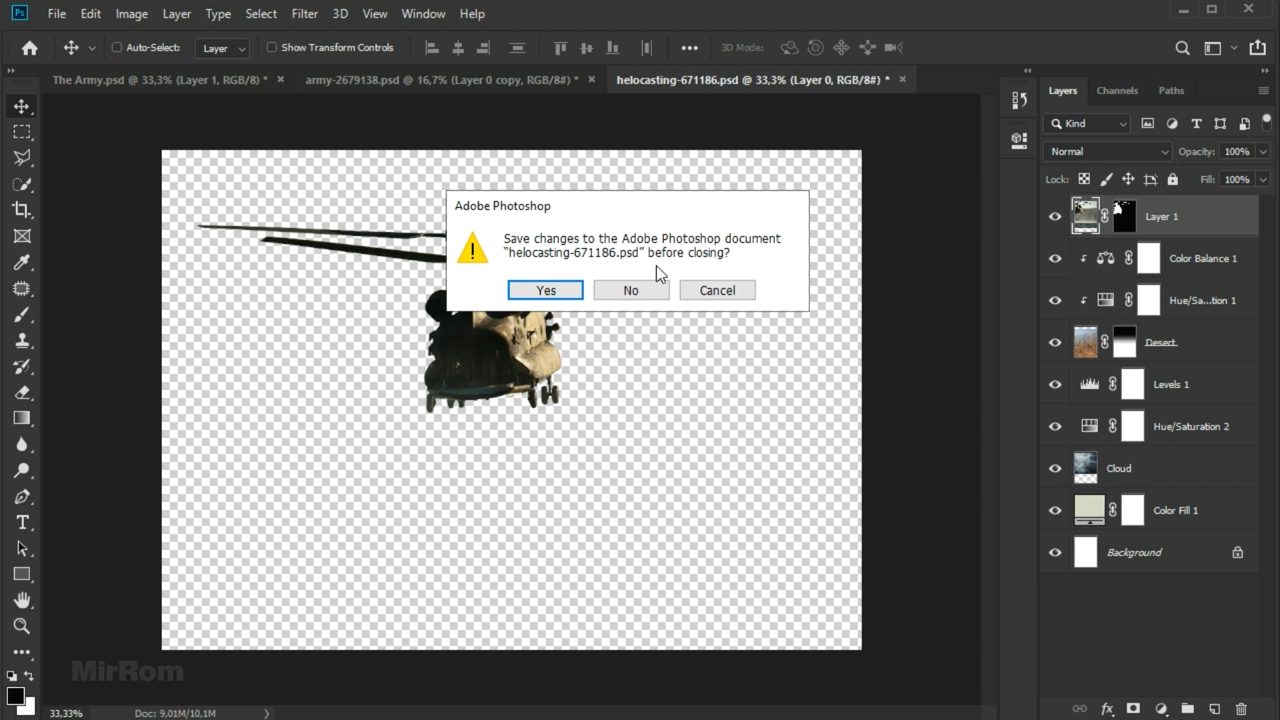 Ps File Edit Image Layer Type Select Filter 3D View Window Help
Auto-Select: Layer Show Transform Controls 3D Mode:
The Army.psd @ 33,3% (Layer 1, RGB/8) * army-2679138.psd @ 16,7% (Layer 0 copy, RGB/8#) * helocasting-671186.psd @ 33,3% (Layer 0, RGB/8#) *
Layers Channels Paths
Kind
Normal Opacity: 100%
Lock: Fill: 100%
Adobe Photoshop
Save changes to the Adobe Photoshop document
“helocasting-671186.psd” before closing?
Yes No Cancel
Layer 1
Color Balance 1
Hue/Sa...tion 1
Desert
Levels 1
Hue/Saturation 2
Cloud
Color Fill 1
Background
MirRom
33,33% Doc: 9,01M/10,1M